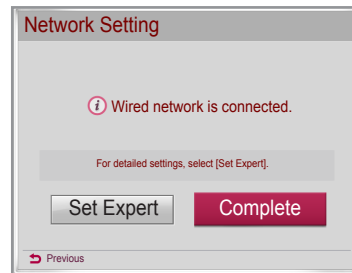 Network Setting
Wired network is connected.
For detailed settings, select [Set Expert].
Set Expert
Complete
Previous